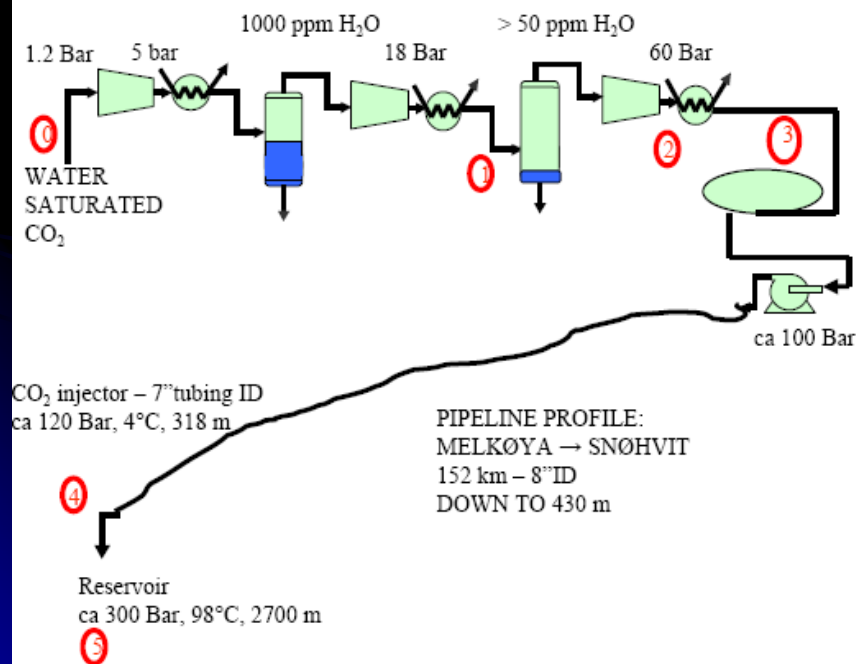 1000 ppm H₂O
> 50 ppm H₂O
1.2 Bar
5 bar
18 Bar
60 Bar
0
1
2
3
WATER
SATURATED
CO₂
ca 100 Bar
CO₂ injector – 7”tubing ID
ca 120 Bar, 4°C, 318 m
PIPELINE PROFILE:
MELKØYA → SNØHVIT
152 km – 8”ID
DOWN TO 430 m
4
Reservoir
ca 300 Bar, 98°C, 2700 m
5